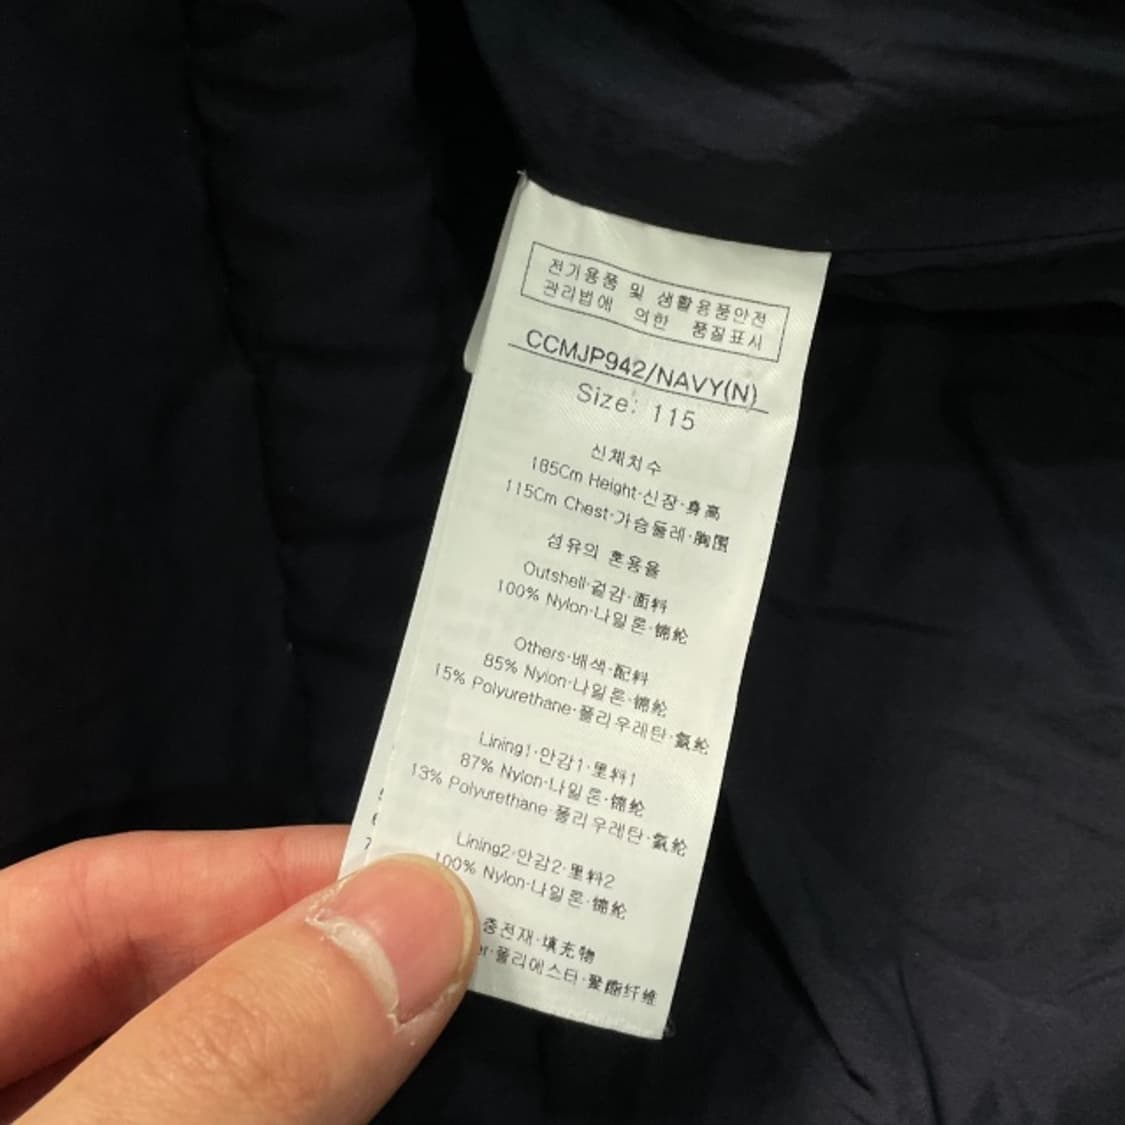 전기용품 및 생활용품안전
관리법에 의한 품질표시
CCMJP942/NAVY(N)
Size: 115
신체치수
185Cm Height·신장·身高
115Cm Chest·가슴둘레·胸围
섬유의 혼용율
Outshell·겉감·面料
100% Nylon·나일론·锦纶
Others·배색·配料
85% Nylon·나일론·锦纶
15% Polyurethane·폴리우레탄·氨纶
Lining1·안감1·里料1
87% Nylon·나일론·锦纶
13% Polyurethane·폴리우레탄·氨纶
Lining2·안감2·里料2
100% Nylon·나일론·锦纶
충전재·填充物
er·폴리에스터·聚酯纤维